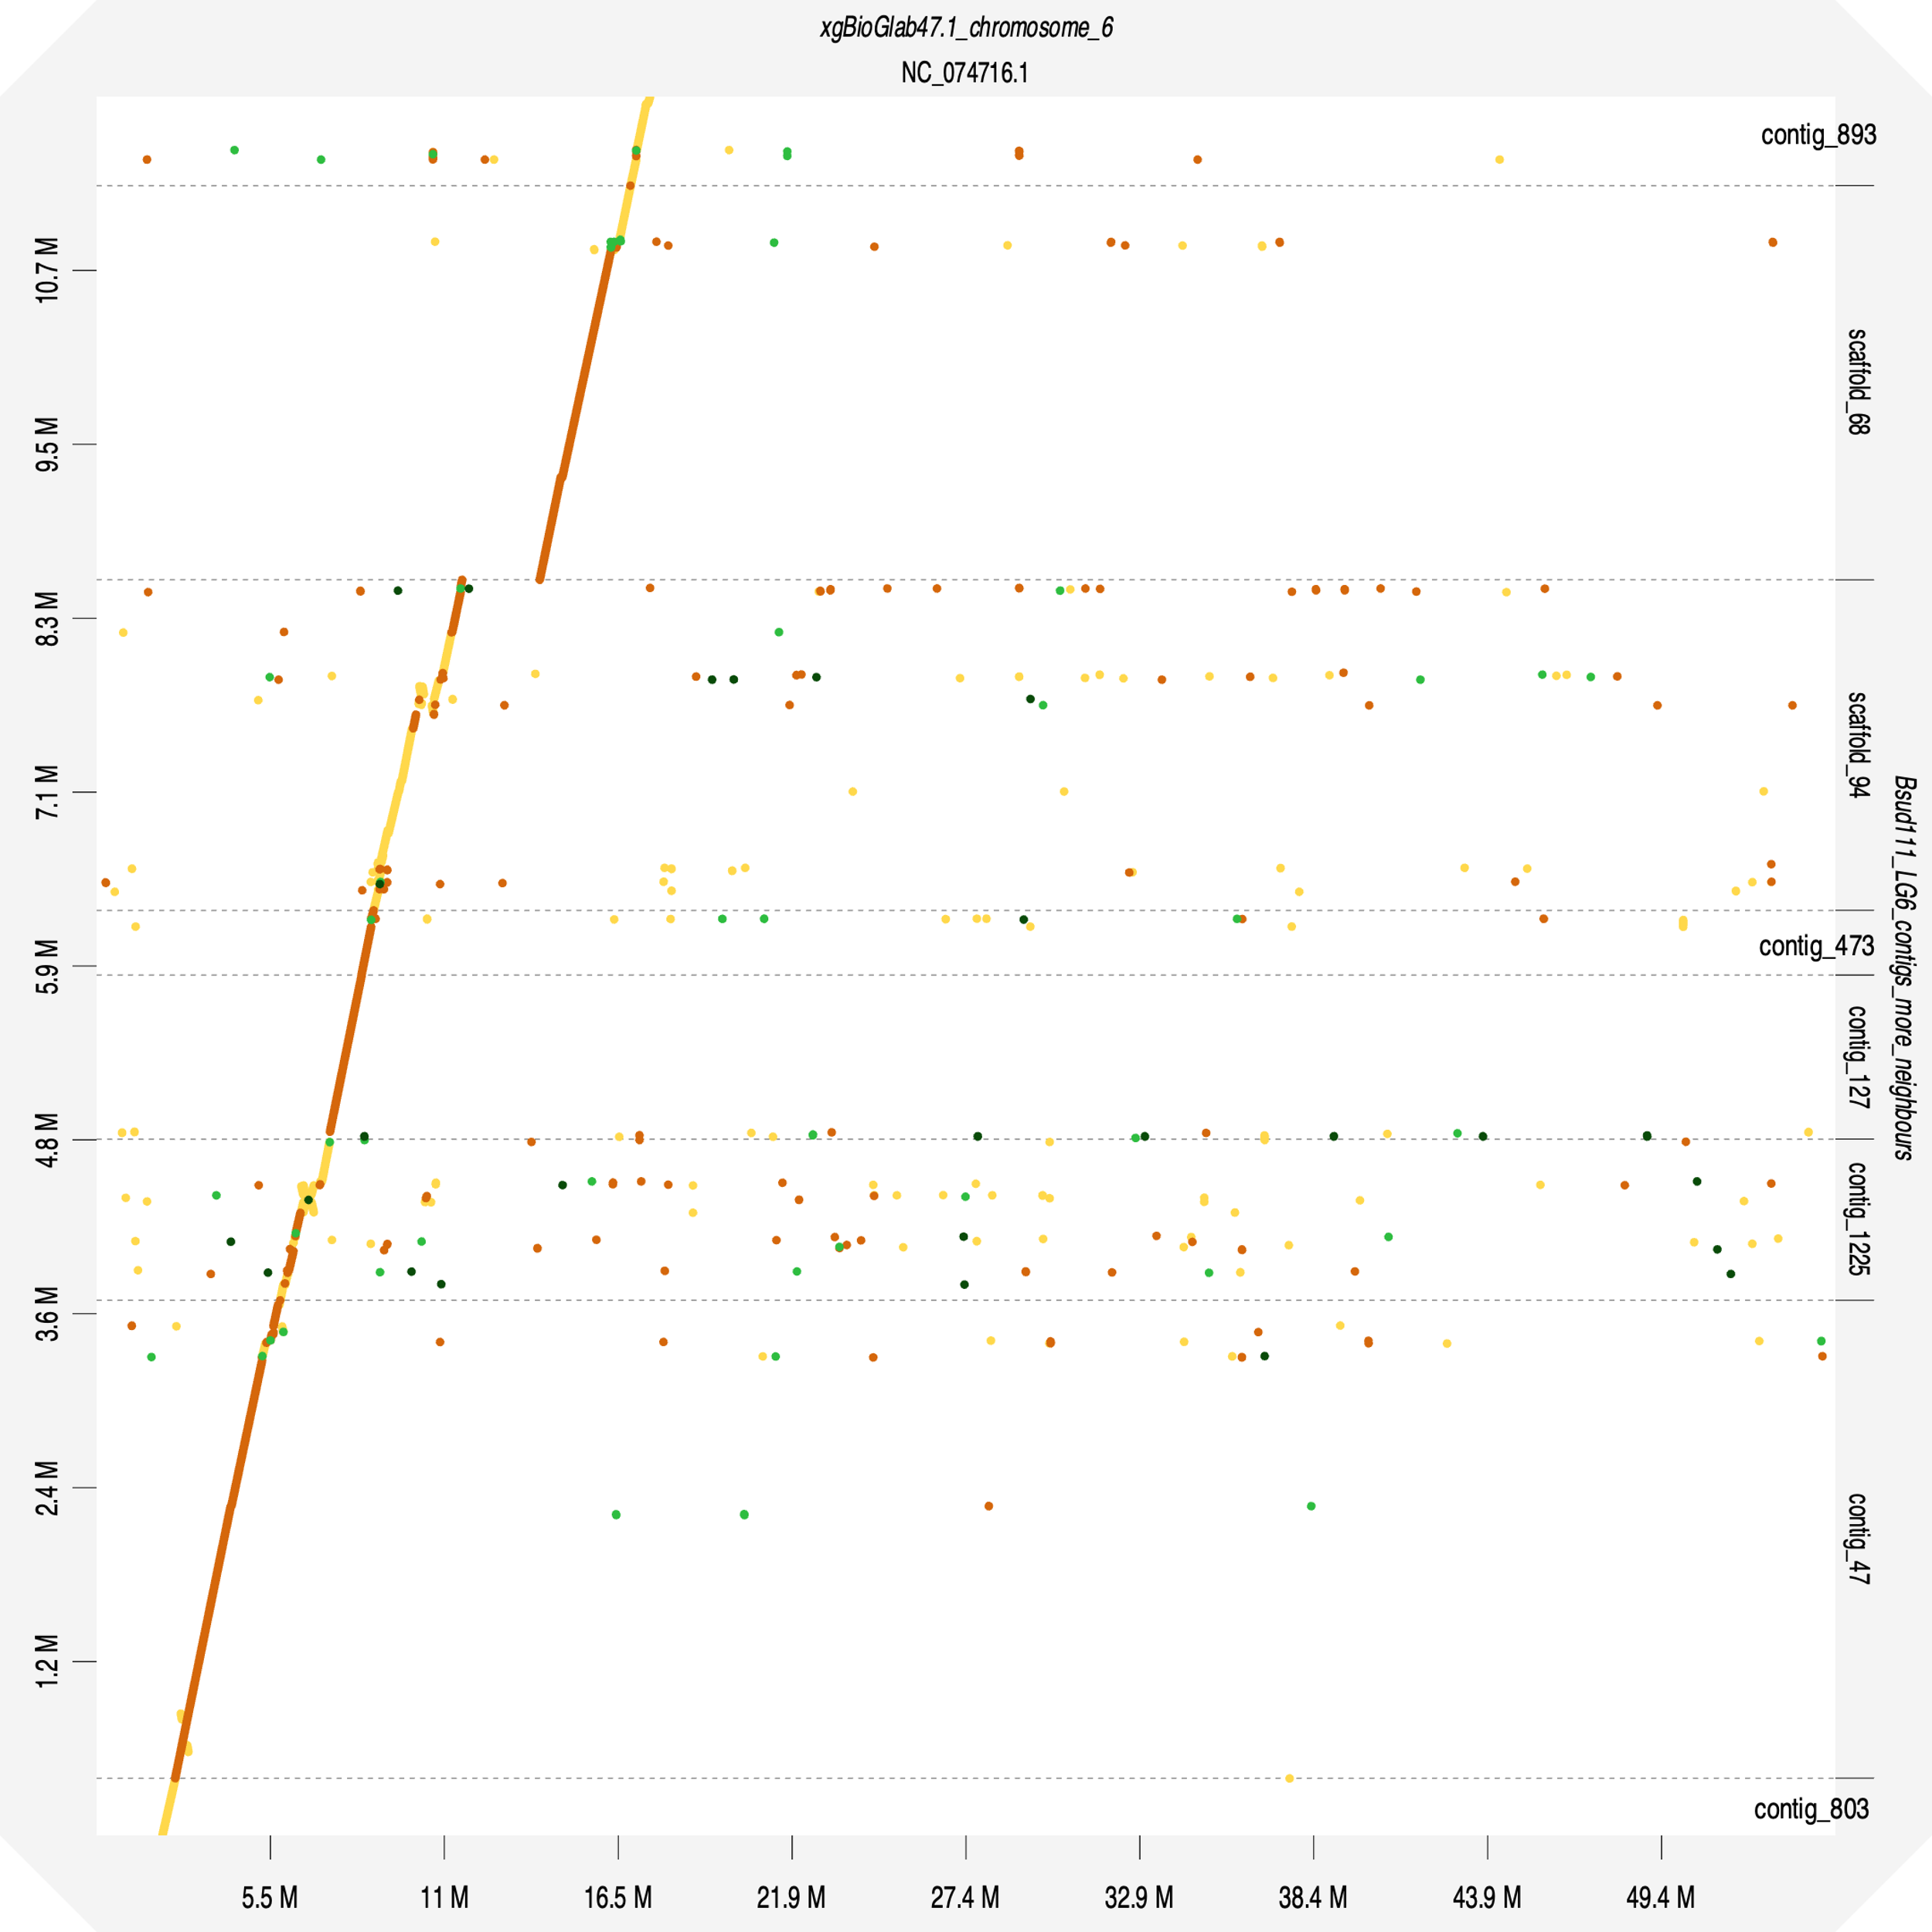 xgBioGlab47.1_chromosome_6
NC_074716.1
contig_893
scaffold_68
scaffold_94
contig_473
contig_127
contig_1225
contig_47
contig_803
Bsud111_LG6_contigs_more_neighbours
10.7 M
9.5 M
8.3 M
7.1 M
5.9 M
4.8 M
3.6 M
2.4 M
1.2 M
5.5 M
11 M
16.5 M
21.9 M
27.4 M
32.9 M
38.4 M
43.9 M
49.4 M